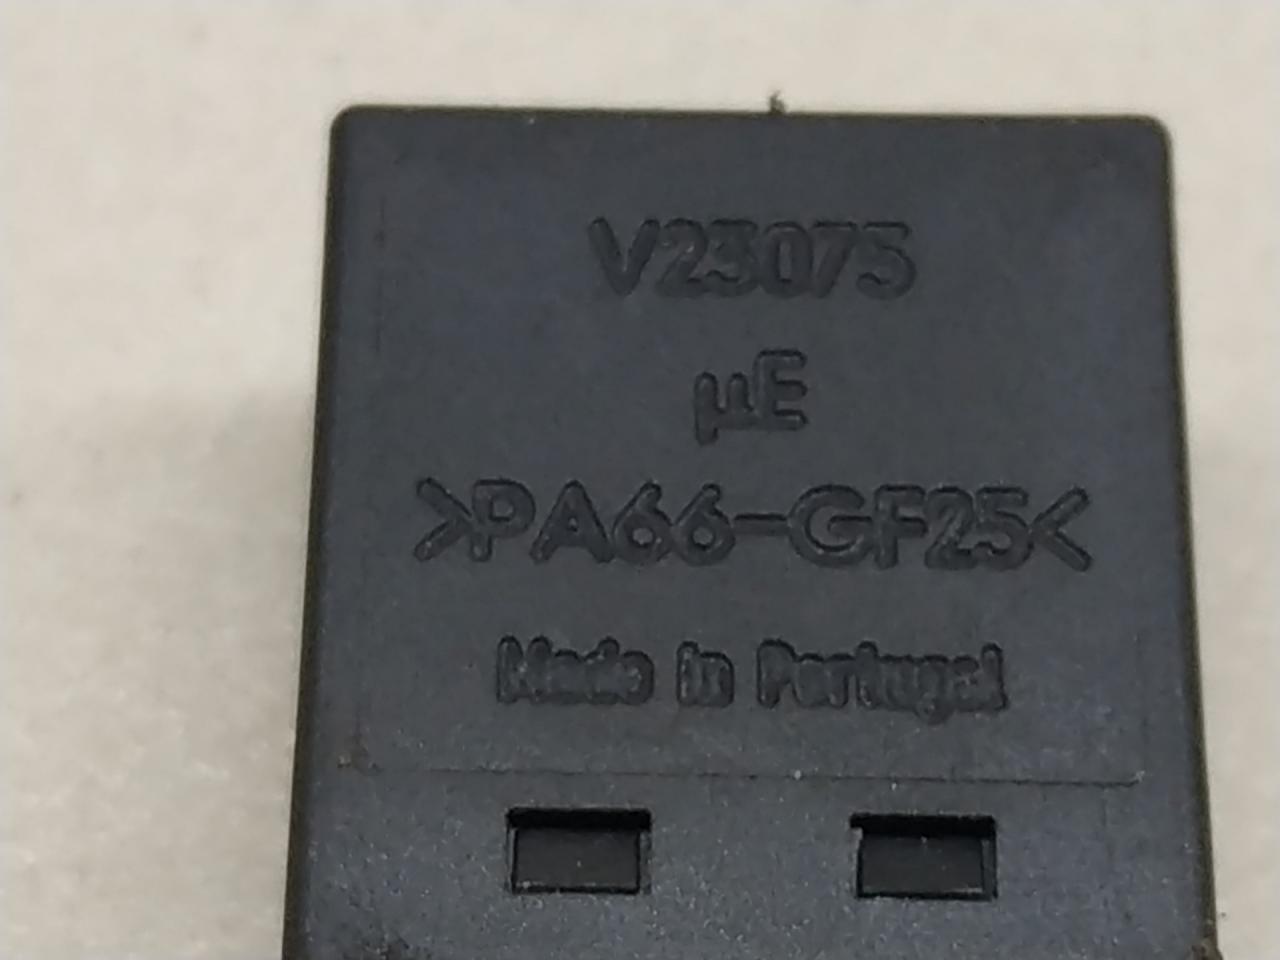 V23075
µE
>PA66-GF25<
Made in Portugal